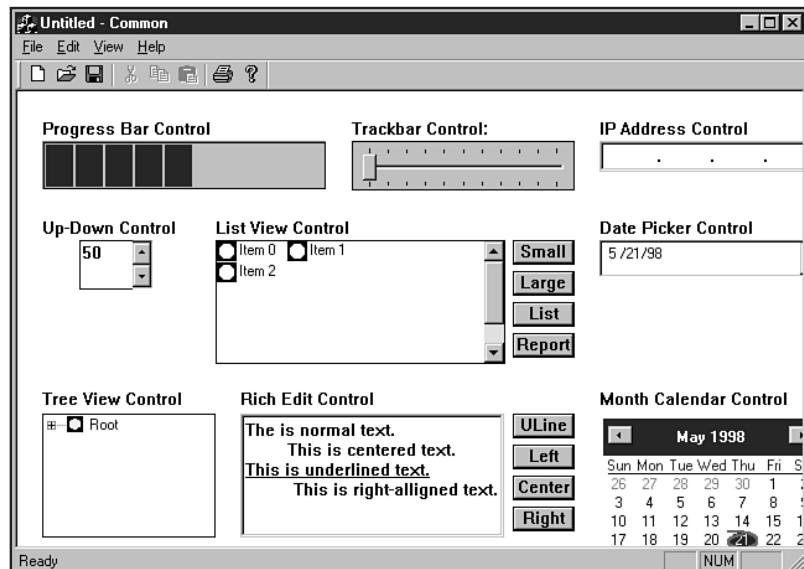 Untitled - Common
File Edit View Help
Progress Bar Control
Trackbar Control:
IP Address Control
. . .
Up-Down Control
50
List View Control
Item 0 Item 1
Item 2
Small
Large
List
Report
Date Picker Control
5 /21/98
Tree View Control
Root
Rich Edit Control
The is normal text.
This is centered text.
This is underlined text.
This is right-alligned text.
ULine
Left
Center
Right
Month Calendar Control
May 1998
Sun Mon Tue Wed Thu Fri S
26 27 28 29 30 1
3 4 5 6 7 8
10 11 12 13 14 15 1
17 18 19 20 21 22 2
Ready
NUM